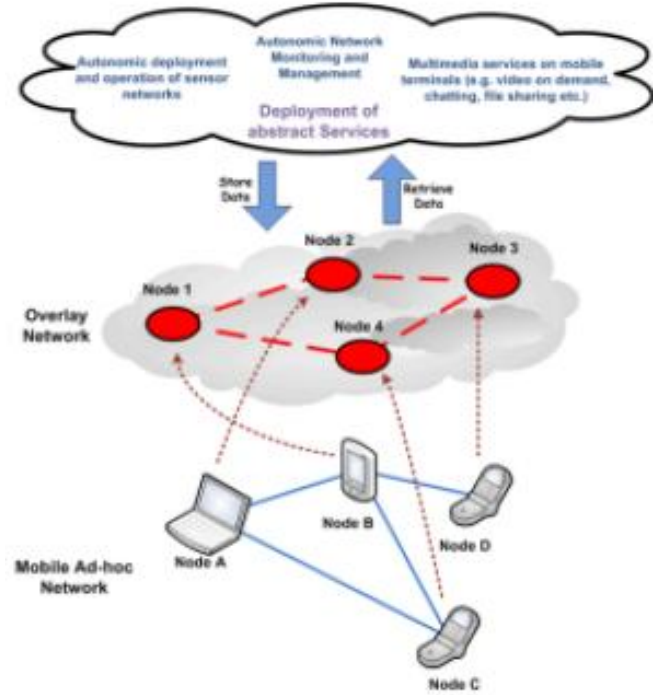 Autonomic deployment
and operation of sensor
networks
Autonomic Network
Monitoring and
Management
Multimedia services on mobile
terminals (e.g. video on demand,
chatting, file sharing etc.)
Deployment of
abstract Services
Store
Data
Retrieve
Data
Node 2
Node 3
Node 1
Node 4
Overlay
Network
Node B
Node A
Node D
Mobile Ad-hoc
Network
Node C